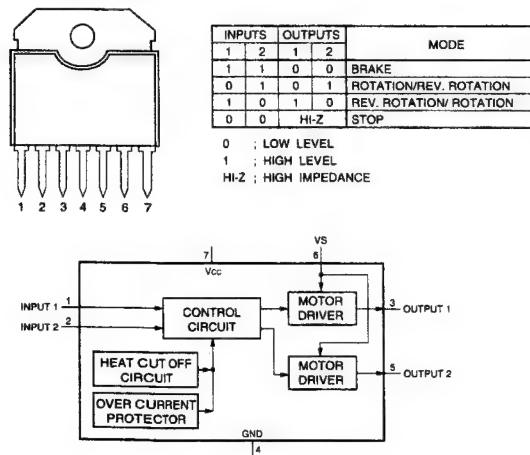 INPUTS OUTPUTS MODE
1 2 1 2
1 1 0 0 BRAKE
0 1 0 1 ROTATION/REV. ROTATION
1 0 1 0 REV. ROTATION/ ROTATION
0 0 HI-Z STOP
0 ; LOW LEVEL
1 ; HIGH LEVEL
HI-Z ; HIGH IMPEDANCE
1 2 3 4 5 6 7
7 VS
Vcc 6
INPUT 1 1
INPUT 2 2
CONTROL
CIRCUIT
MOTOR
DRIVER
3 OUTPUT 1
HEAT CUT OFF
CIRCUIT
MOTOR
DRIVER
5 OUTPUT 2
OVER CURRENT
PROTECTOR
GND
4